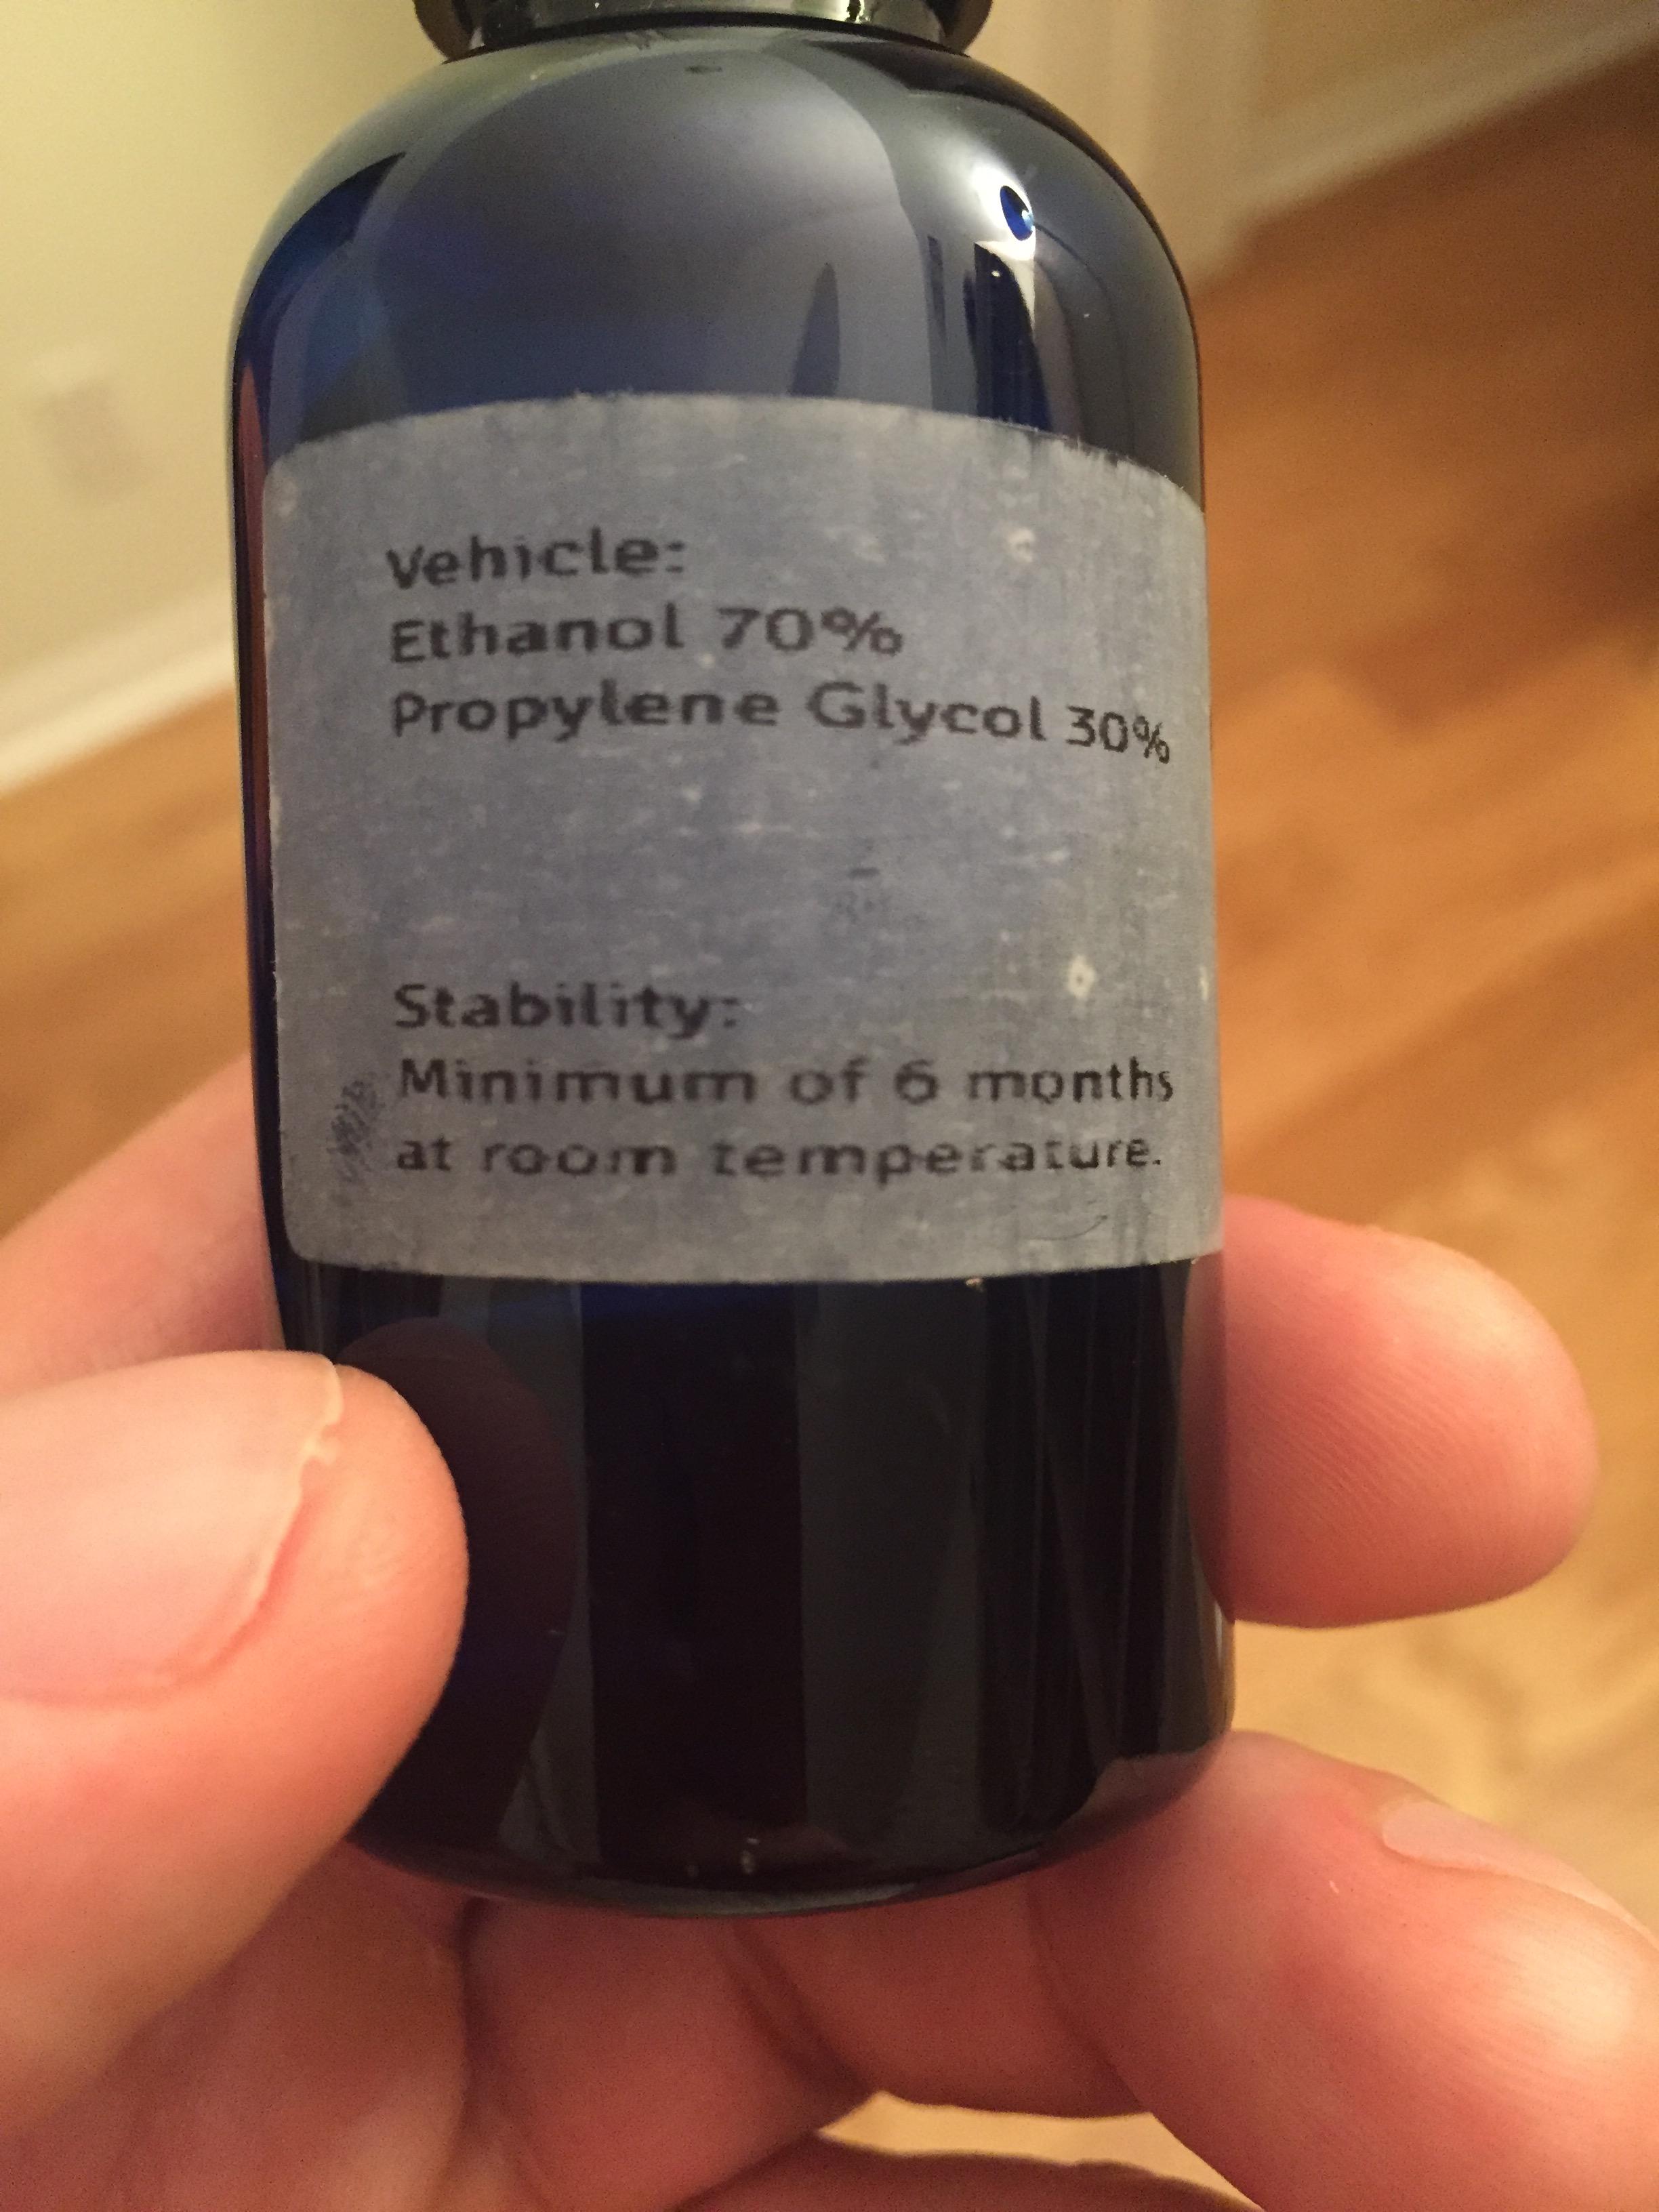 Vehicle:
Ethanol 70%
Propylene Glycol 30%
Stability:
Minimum of 6 months
at room temperature.